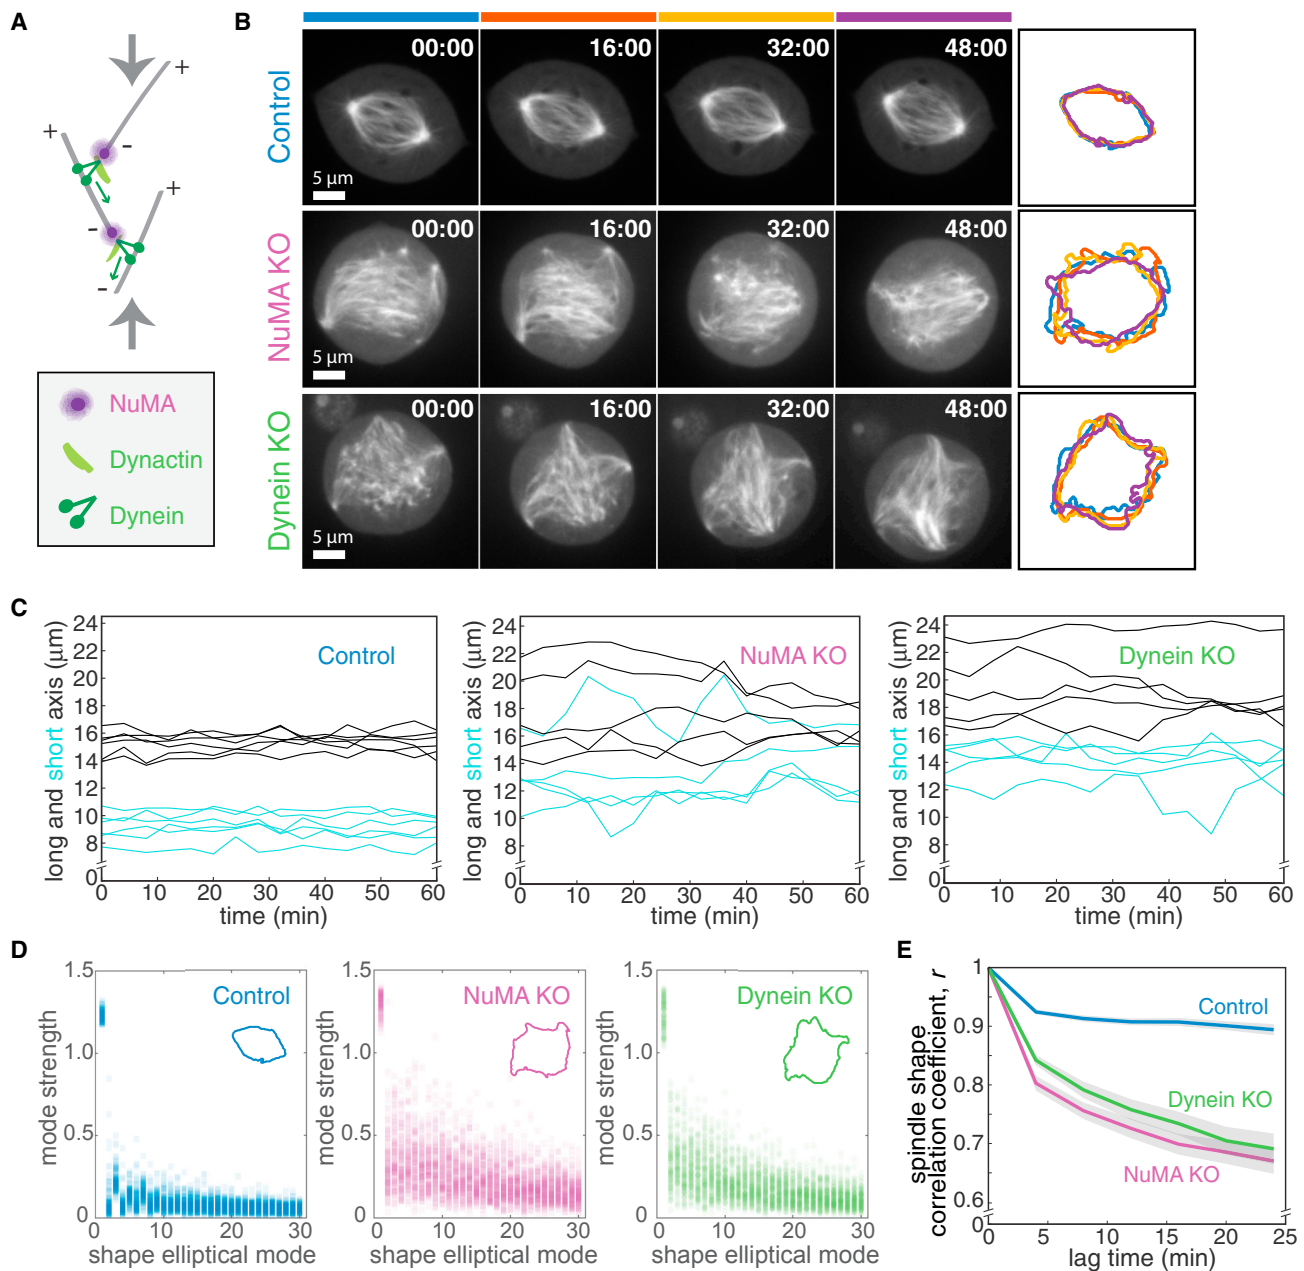 A
+
+
-
+
-
-
NuMA
Dynactin
Dynein
B
Control
00:00 16:00 32:00 48:00
5 µm
NuMA KO
00:00 16:00 32:00 48:00
5 µm
Dynein KO
00:00 16:00 32:00 48:00
5 µm
C
long and short axis (µm)
24
22
20
18
16
14
12
10
8
0
Control
0 10 20 30 40 50 60
time (min)
long and short axis (µm)
24
22
20
18
16
14
12
10
8
0
NuMA KO
0 10 20 30 40 50 60
time (min)
long and short axis (µm)
24
22
20
18
16
14
12
10
8
0
Dynein KO
0 10 20 30 40 50 60
time (min)
D
mode strength
1.5
1.0
0.5
0
Control
0 10 20 30
shape elliptical mode
mode strength
1.5
1.0
0.5
0
NuMA KO
0 10 20 30
shape elliptical mode
mode strength
1.5
1.0
0.5
0
Dynein KO
0 10 20 30
shape elliptical mode
E
spindle shape
correlation coefficient, r
1
0.9
0.8
0.7
0.6
0
Control
Dynein KO
NuMA KO
0 5 10 15 20 25
lag time (min)